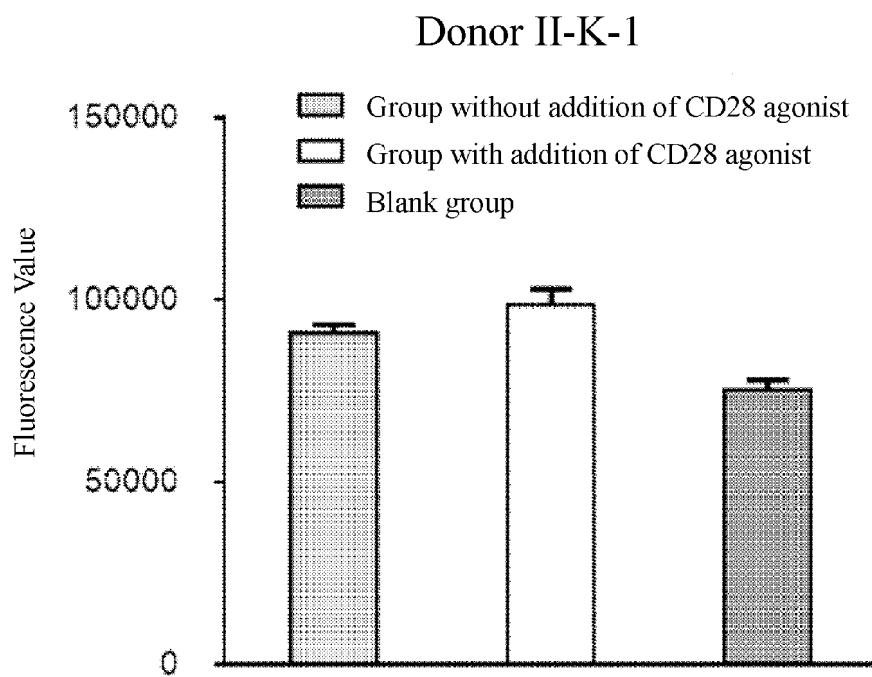 Donor II-K-1
Group without addition of CD28 agonist
Group with addition of CD28 agonist
Blank group
Fluorescence Value
150000
100000
50000
0